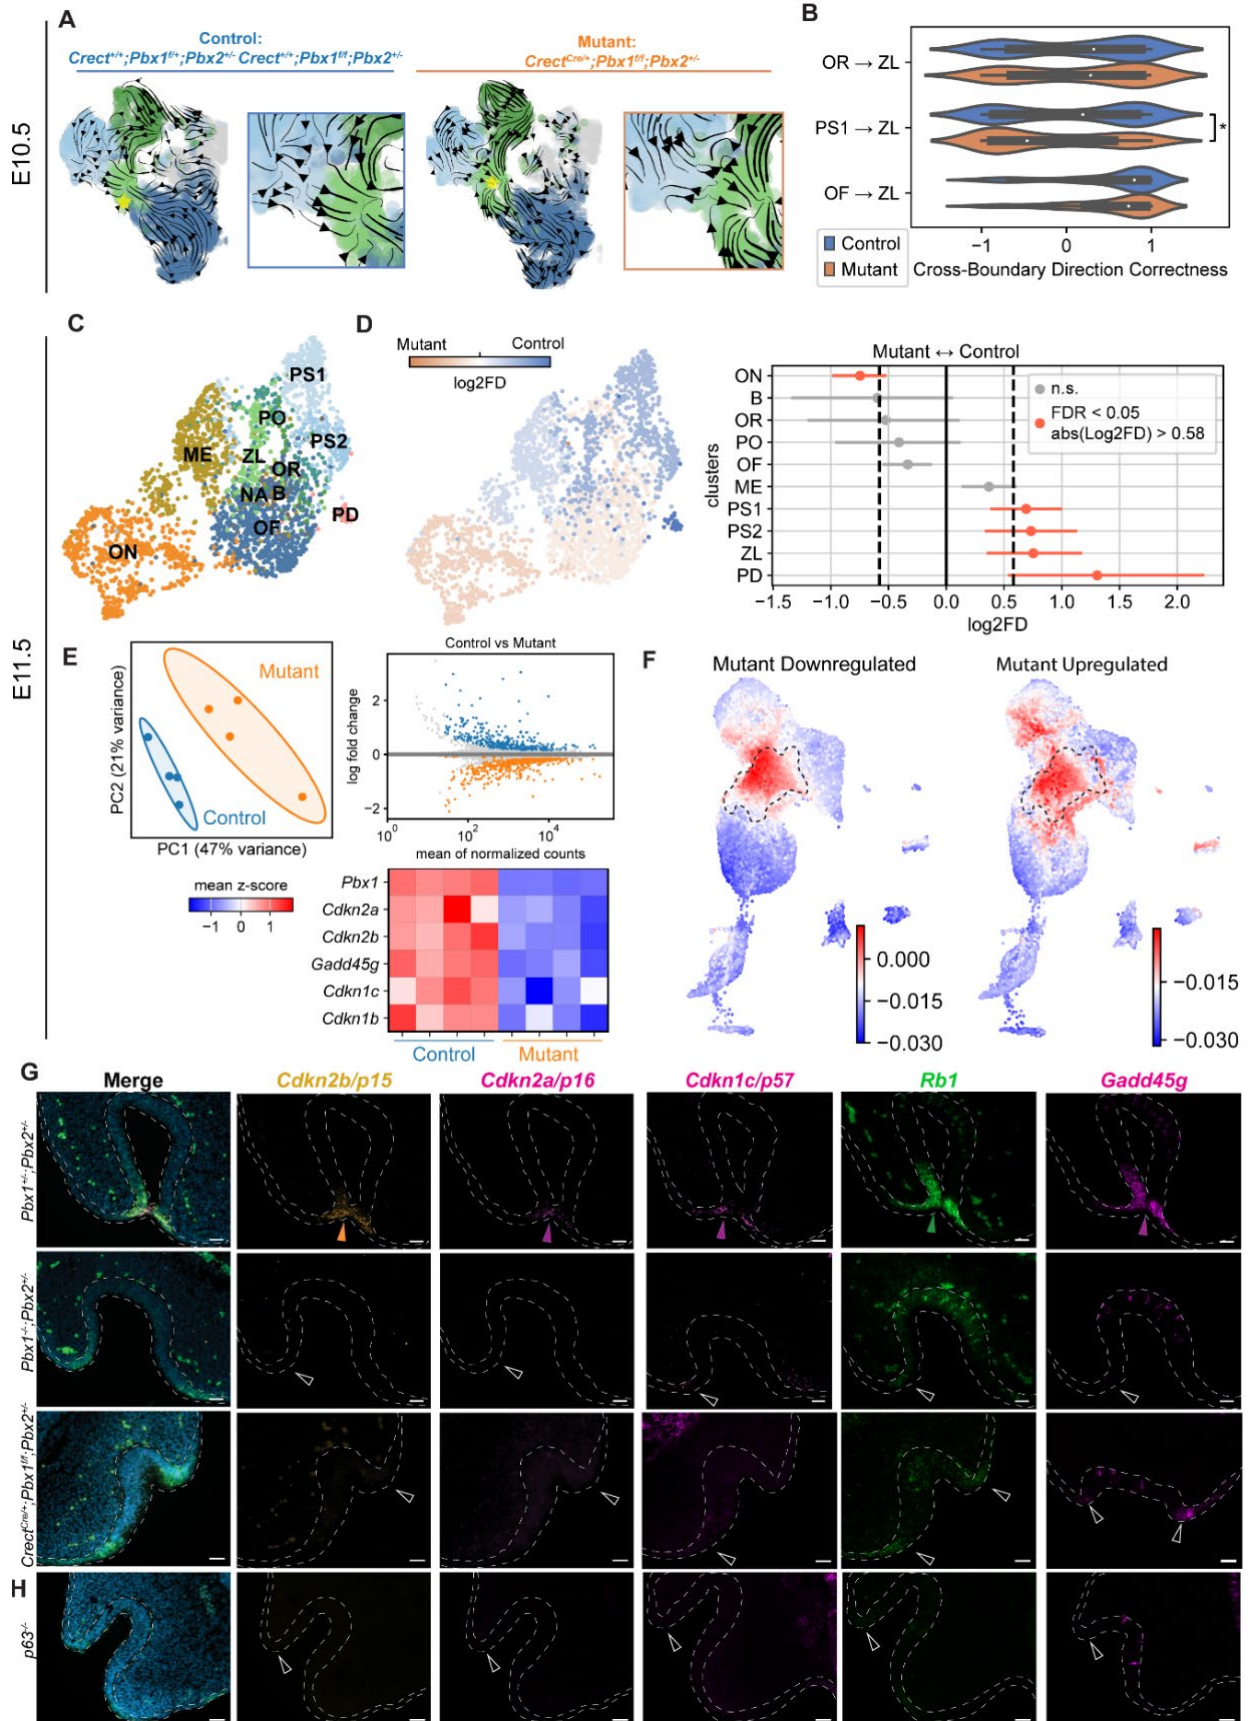 A
Control:
Crect+/+;Pbx1f/+;Pbx2+/- Crect+/+;Pbx1f/f;Pbx2+/-
Mutant:
CrectCre/+;Pbx1f/f;Pbx2+/-
E10.5
B
OR → ZL
PS1 → ZL
OF → ZL
*
−1 0 1
Control
Mutant
Cross-Boundary Direction Correctness
E11.5
C
PS1
PO
PS2
ME
ZL
OR
NA B
PD
OF
ON
D
Mutant Control
log2FD
Mutant ↔ Control
ON
B
OR
PO
OF
ME
PS1
PS2
ZL
PD
clusters
n.s.
FDR < 0.05
abs(Log2FD) > 0.58
−1.5 −1.0 −0.5 0.0 0.5 1.0 1.5 2.0
log2FD
E
Mutant
Control
PC2 (21% variance)
PC1 (47% variance)
Control vs Mutant
log fold change
2
0
−2
10^0 10^2 10^4
mean of normalized counts
mean z-score
−1 0 1
Pbx1
Cdkn2a
Cdkn2b
Gadd45g
Cdkn1c
Cdkn1b
Control Mutant
F
Mutant Downregulated
Mutant Upregulated
0.000
−0.015
−0.030
−0.015
−0.030
G
Merge Cdkn2b/p15 Cdkn2a/p16 Cdkn1c/p57 Rb1 Gadd45g
Pbx1+/-;Pbx2+/-
Pbx1-/-;Pbx2+/-
CrectCre/+;Pbx1f/f;Pbx2+/-
H
p63-/-